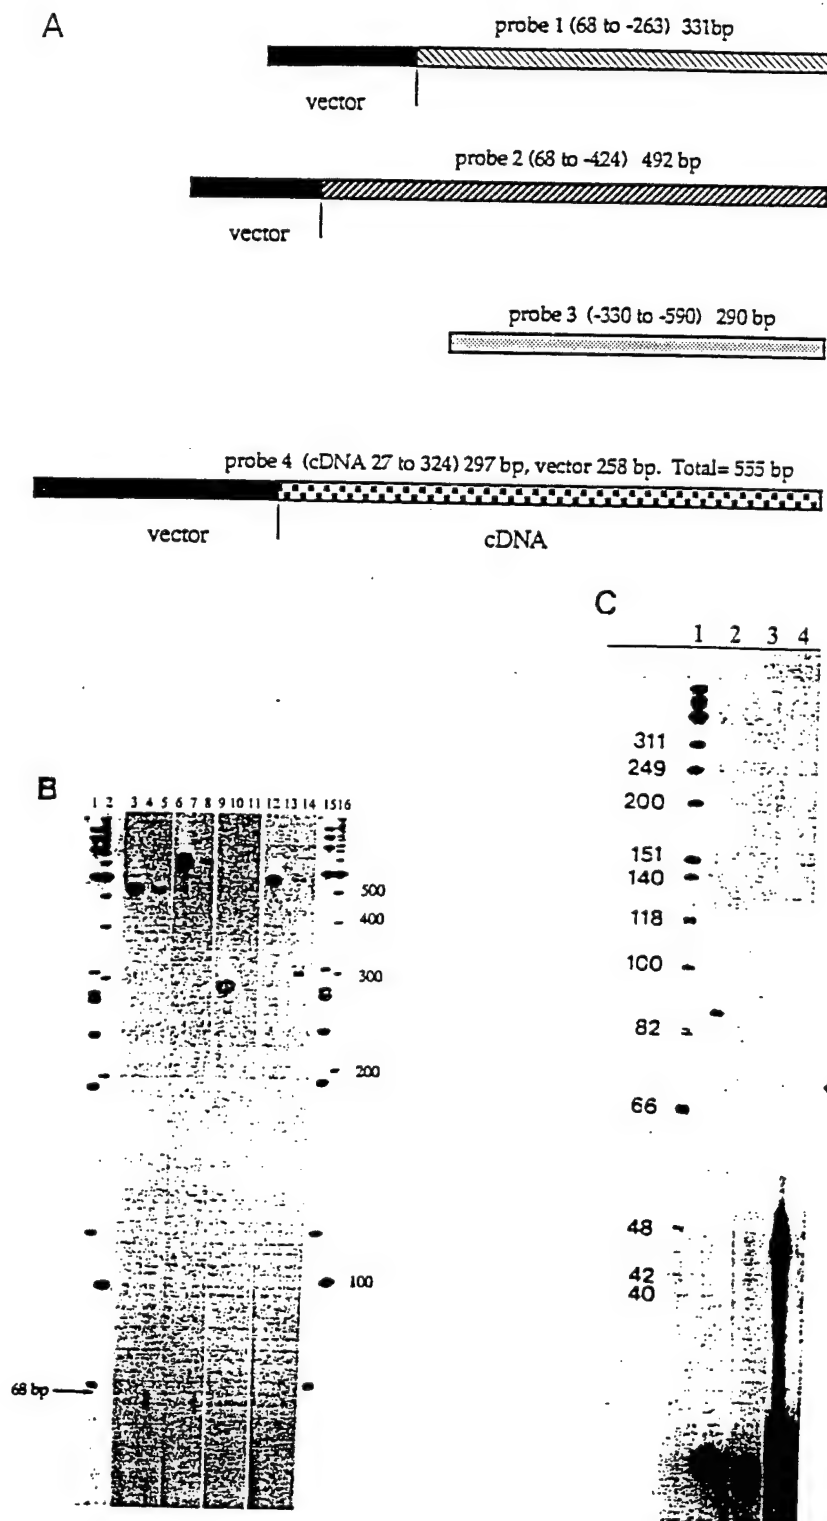 A
probe 1 (68 to -263) 331bp
vector
probe 2 (68 to -424) 492 bp
vector
probe 3 (-330 to -590) 290 bp
probe 4 (cDNA 27 to 324) 297 bp, vector 258 bp. Total= 555 bp
vector
cDNA
C
1 2 3 4
311
249
200
151
140
118
100
82
66
48
42
40
B
1 2 3 4 5 6 7 8 9 10 11 12 13 14 15 16
500
400
300
200
100
68 bp